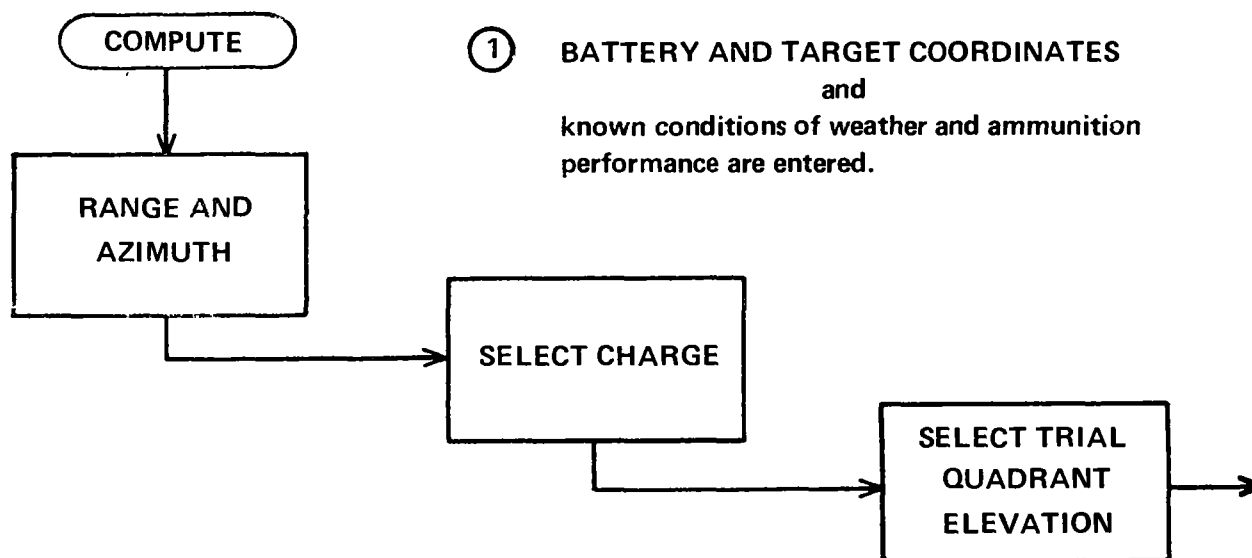 COMPUTE
1 BATTERY AND TARGET COORDINATES
and
known conditions of weather and ammunition
performance are entered.
RANGE AND
AZIMUTH
SELECT CHARGE
SELECT TRIAL
QUADRANT
ELEVATION